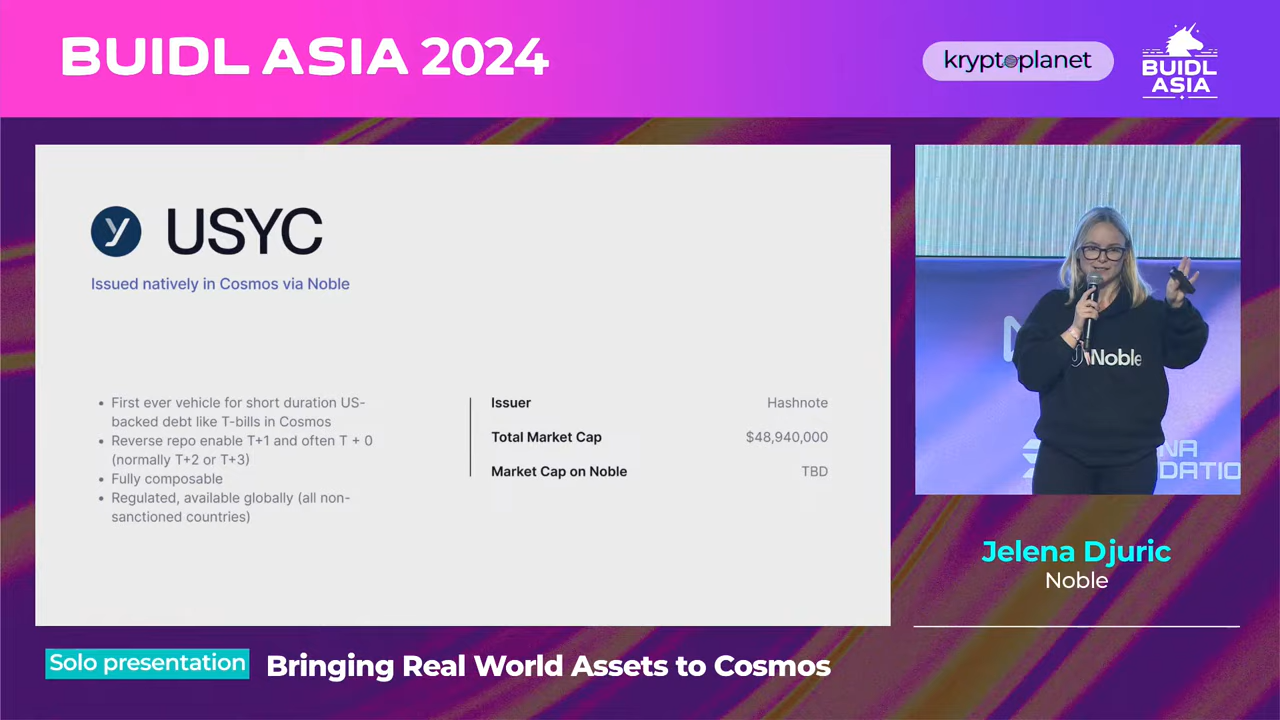 BUIDL ASIA 2024
kryptoplanet
BUIDL
ASIA
y USYC
Issued natively in Cosmos via Noble
• First ever vehicle for short duration US-
backed debt like T-bills in Cosmos
• Reverse repo enable T+1 and often T + 0
(normally T+2 or T+3)
• Fully composable
• Regulated, available globally (all non-
sanctioned countries)
Issuer Hashnote
Total Market Cap $48,940,000
Market Cap on Noble TBD
Noble
NA
DATIO
Jelena Djuric
Noble
Solo presentation Bringing Real World Assets to Cosmos